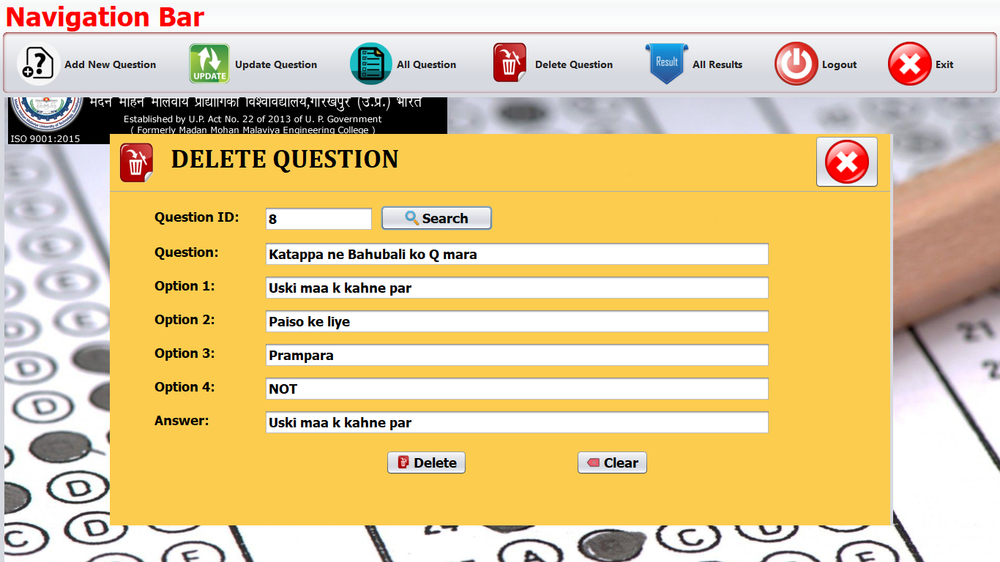 Navigation Bar
Add New Question
UPDATE
Update Question
All Question
Delete Question
Result
All Results
Logout
Exit
मदन मोहन मालवीय प्रौद्योगिकी विश्वविद्यालय,गोरखपुर (उ.प्र.) भारत
Established by U.P. Act No. 22 of 2013 of U. P. Government
( Formerly Madan Mohan Malaviya Engineering College )
ISO 9001:2015
DELETE QUESTION
Question ID: 8 Search
Question: Katappa ne Bahubali ko Q mara
Option 1: Uski maa k kahne par
Option 2: Paiso ke liye
Option 3: Prampara
Option 4: NOT
Answer: Uski maa k kahne par
Delete Clear
D
D
D
D
C
E
A
C
D
E
21
24